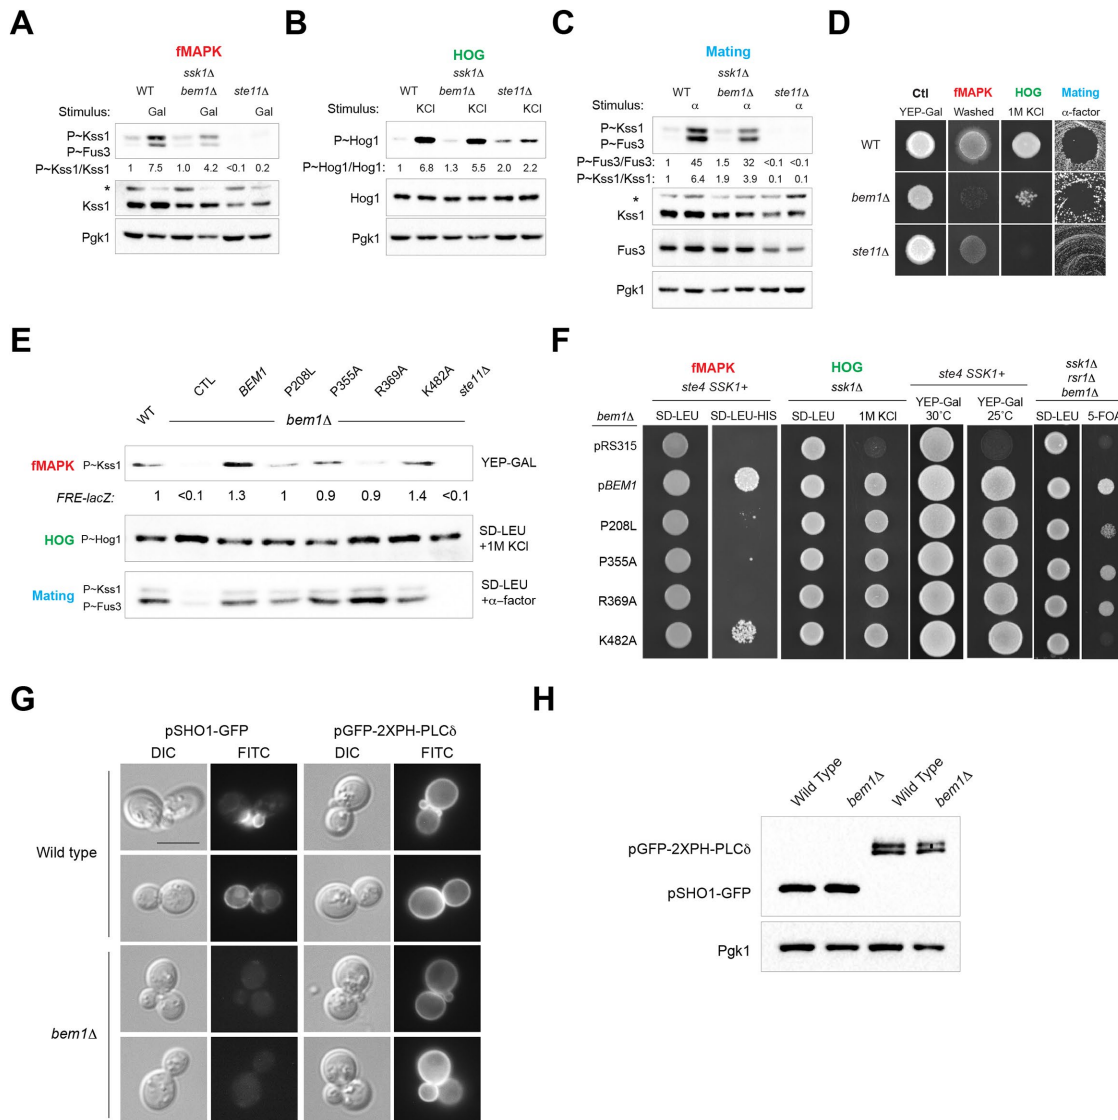 A
fMAPK
ssk1Δ
WT bem1Δ ste11Δ
Stimulus: Gal Gal Gal
P~Kss1
P~Fus3
P~Kss1/Kss1 1 7.5 1.0 4.2 <0.1 0.2
*
Kss1
Pgk1
B
HOG
ssk1Δ
WT bem1Δ ste11Δ
Stimulus: KCl KCl KCl
P~Hog1
P~Hog1/Hog1: 1 6.8 1.3 5.5 2.0 2.2
Hog1
Pgk1
C
Mating
ssk1Δ
WT bem1Δ ste11Δ
Stimulus: α α α
P~Kss1
P~Fus3
P~Fus3/Fus3: 1 45 1.5 32 <0.1 <0.1
P~Kss1/Kss1: 1 6.4 1.9 3.9 0.1 0.1
*
Kss1
Fus3
Pgk1
D
Ctl fMAPK HOG Mating
YEP-Gal Washed 1M KCl α-factor
WT
bem1Δ
ste11Δ
E
WT CTL BEM1 P208L P355A R369A K482A ste11Δ
bem1Δ
fMAPK P~Kss1 YEP-GAL
FRE-lacZ: 1 <0.1 1.3 1 0.9 0.9 1.4 <0.1
HOG P~Hog1 SD-LEU
+1M KCl
Mating P~Kss1 SD-LEU
P~Fus3 +α-factor
F
fMAPK HOG ssk1Δ
ste4 SSK1+ ssk1Δ ste4 SSK1+ rsr1Δ
YEP-Gal YEP-Gal bem1Δ
bem1Δ SD-LEU SD-LEU-HIS SD-LEU 1M KCl 30˚C 25˚C SD-LEU 5-FOA
pRS315
pBEM1
P208L
P355A
R369A
K482A
G
pSHO1-GFP pGFP-2XPH-PLCδ
DIC FITC DIC FITC
Wild type
bem1Δ
H
Wild Type bem1Δ Wild Type bem1Δ
pGFP-2XPH-PLCδ
pSHO1-GFP
Pgk1